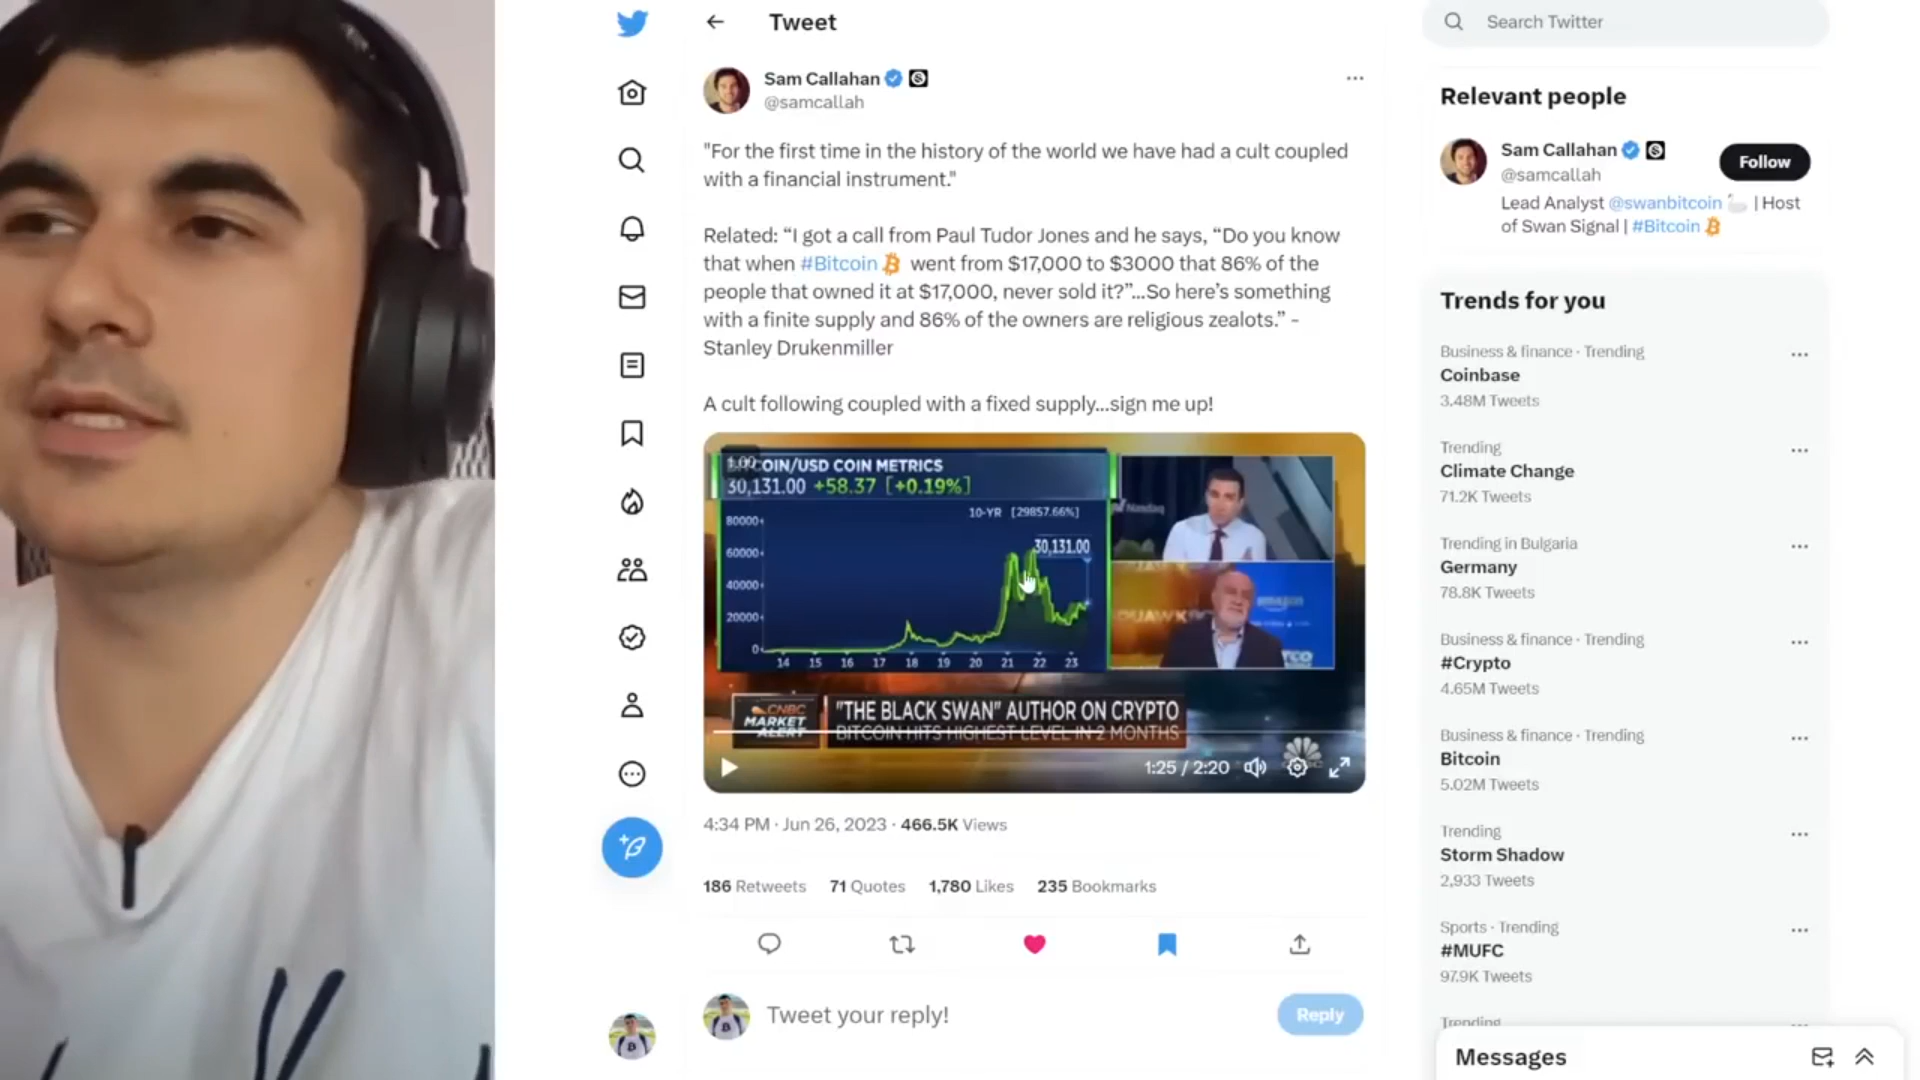 Tweet
Search Twitter
Sam Callahan
@samcallah
"For the first time in the history of the world we have had a cult coupled
with a financial instrument."
Related: “I got a call from Paul Tudor Jones and he says, “Do you know
that when #Bitcoin went from $17,000 to $3000 that 86% of the
people that owned it at $17,000, never sold it?”...So here’s something
with a finite supply and 86% of the owners are religious zealots.” -
Stanley Drukenmiller
A cult following coupled with a fixed supply...sign me up!
COIN/USD COIN METRICS
30,131.00 +58.37 [+0.19%]
10-YR [29857.66%]
80000
60000
40000
20000
0
30,131.00
14 15 16 17 18 19 20 21 22 23
Nasdaq
amazon
CNBC
MARKET
ALERT
"THE BLACK SWAN" AUTHOR ON CRYPTO
BITCOIN HITS HIGHEST LEVEL IN 2 MONTHS
1:25 / 2:20
4:34 PM · Jun 26, 2023 · 466.5K Views
186 Retweets 71 Quotes 1,780 Likes 235 Bookmarks
Tweet your reply!
Reply
Relevant people
Sam Callahan
@samcallah
Follow
Lead Analyst @swanbitcoin | Host
of Swan Signal | #Bitcoin
Trends for you
Business & finance · Trending
Coinbase
3.48M Tweets
Trending
Climate Change
71.2K Tweets
Trending in Bulgaria
Germany
78.8K Tweets
Business & finance · Trending
#Crypto
4.65M Tweets
Business & finance · Trending
Bitcoin
5.02M Tweets
Trending
Storm Shadow
2,933 Tweets
Sports · Trending
#MUFC
97.9K Tweets
Trending
Messages